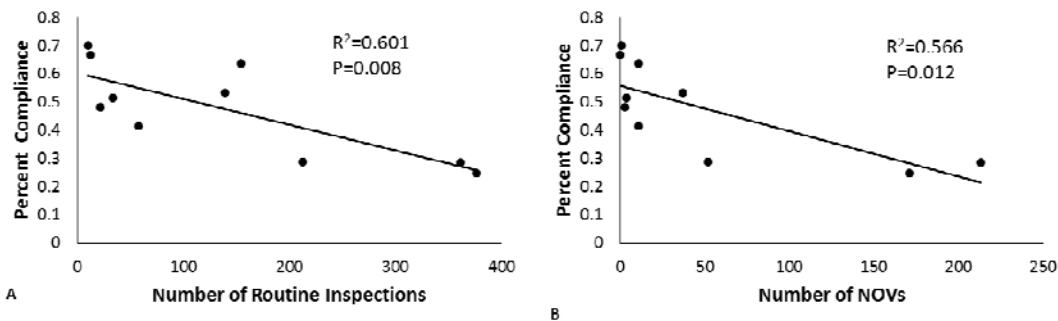 0.8
0.7
0.6
0.5
0.4
0.3
0.2
0.1
0
Percent Compliance
R²=0.601
P=0.008
0
100
200
300
400
Number of Routine Inspections
A
0.8
0.7
0.6
0.5
0.4
0.3
0.2
0.1
0
Percent Compliance
R²=0.566
P=0.012
0
50
100
150
200
250
Number of NOVs
B